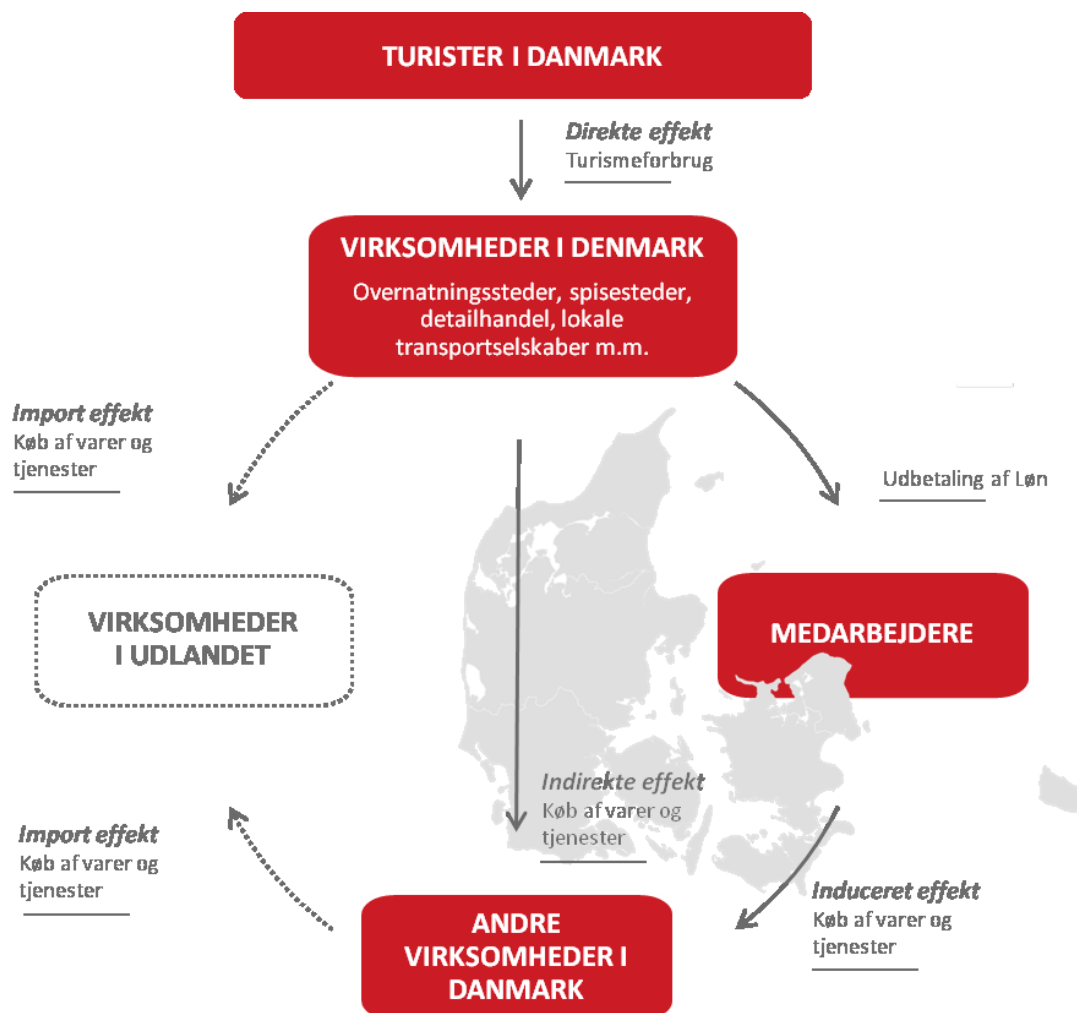 TURISTER I DANMARK
Direkte effekt
Turismeforbrug
VIRKSOMHEDER I DENMARK
Overnatningssteder, spisesteder,
detailhandel, lokale
transportselskaber m.m.
Import effekt
Køb af varer og
tjenester
Udbetaling af Løn
VIRKSOMHEDER
I UDLANDET
MEDARBEJDERE
Indirekte effekt
Køb af varer og
tjenester
Import effekt
Køb af varer og
tjenester
Induceret effekt
Køb af varer og
tjenester
ANDRE
VIRKSOMHEDER I
DANMARK